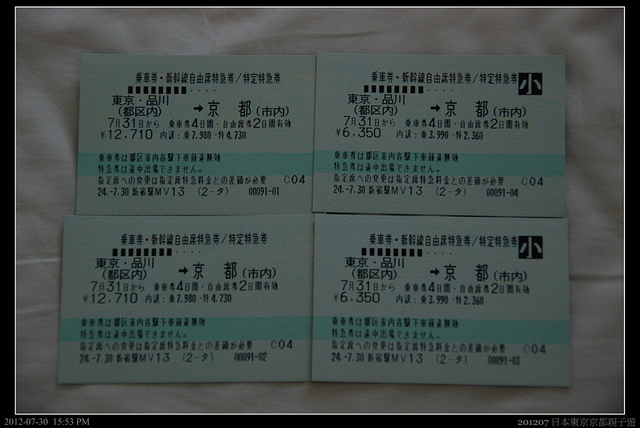 乗車券・新幹線自由席特急券/特定特急券
東京・品川 → 京都(市内)
(都区内)
7月31日から 乗車券4日間・自由席券2日間有効
¥12,710 内訳:乗7,980・特4,730
乗車券は都区市内各駅下車前途無効
特急券は途中出場できません。
指定席への変更は指定席特急料金との差額が必要 C04
24.-7.30 新宿駅MV13 (2-タ) 00091-01
乗車券・新幹線自由席特急券/特定特急券 小
東京・品川 → 京都(市内)
(都区内)
7月31日から 乗車券4日間・自由席券2日間有効
¥6,350 内訳:乗3,990・特2,360
乗車券は都区市内各駅下車前途無効
特急券は途中出場できません。
指定席への変更は指定席特急料金との差額が必要 C04
24.-7.30 新宿駅MV13 (2-タ) 00091-04
乗車券・新幹線自由席特急券/特定特急券
東京・品川 → 京都(市内)
(都区内)
7月31日から 乗車券4日間・自由席券2日間有効
¥12,710 内訳:乗7,980・特4,730
乗車券は都区市内各駅下車前途無効
特急券は途中出場できません。
指定席への変更は指定席特急料金との差額が必要 C04
24.-7.30 新宿駅MV13 (2-タ) 00091-02
乗車券・新幹線自由席特急券/特定特急券 小
東京・品川 → 京都(市内)
(都区内)
7月31日から 乗車券4日間・自由席券2日間有効
¥6,350 内訳:乗3,990・特2,360
乗車券は都区市内各駅下車前途無効
特急券は途中出場できません。
指定席への変更は指定席特急料金との差額が必要 C04
24.-7.30 新宿駅MV13 (2-タ) 00091-03
2012-07-30 15:53 PM
201207 日本東京京都親子遊